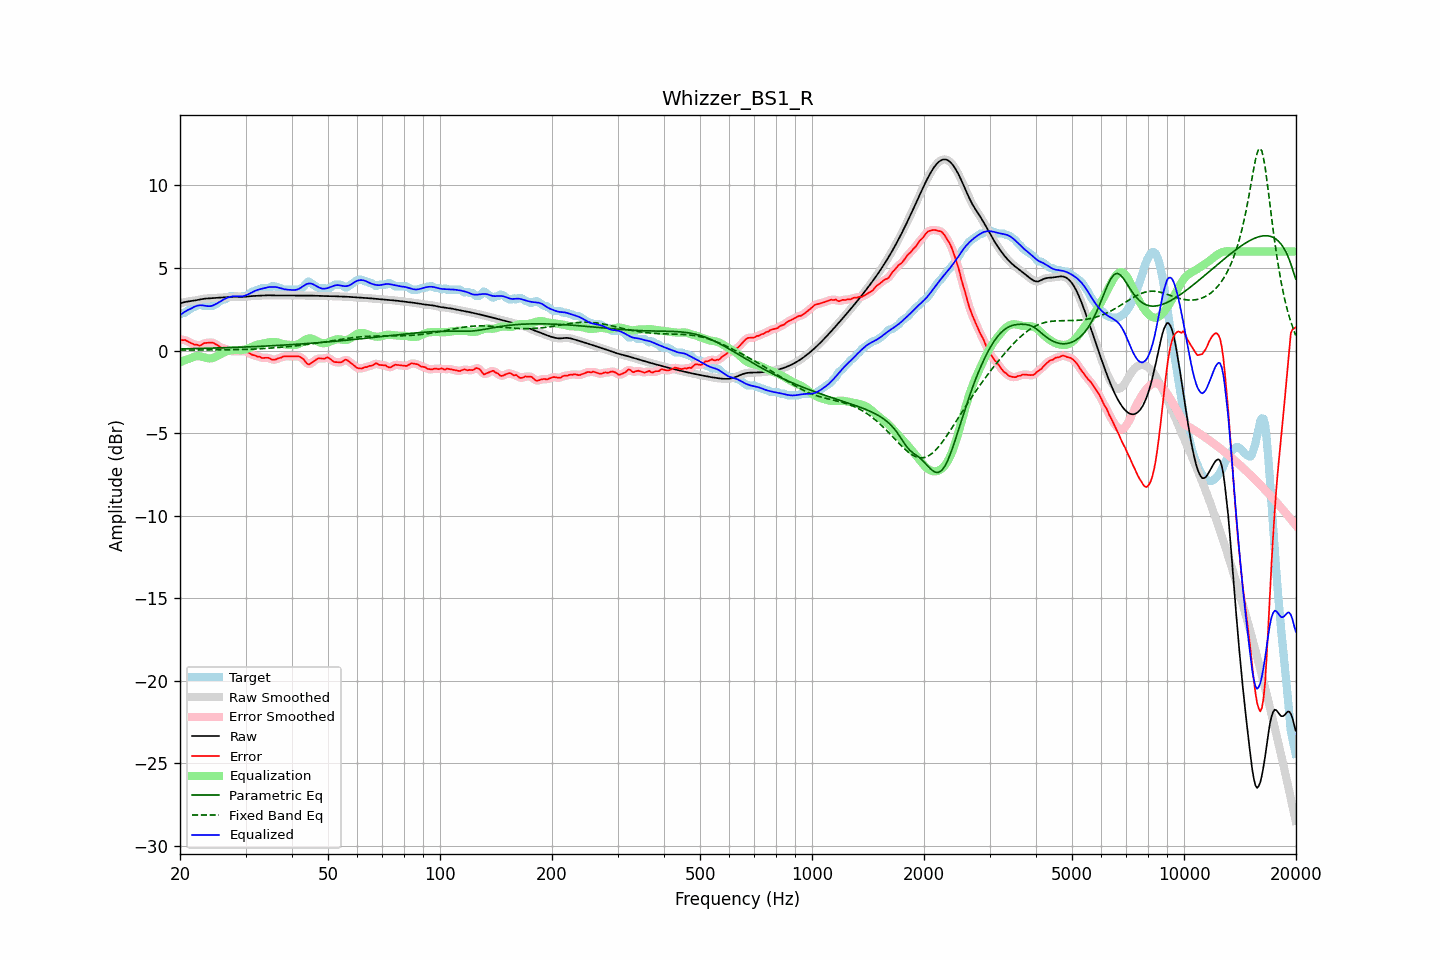 Whizzer_BS1_R
Amplitude (dBr)
10
5
0
−5
−10
−15
−20
−25
−30
Target
Raw Smoothed
Error Smoothed
Raw
Error
Equalization
Parametric Eq
Fixed Band Eq
Equalized
20 50 100 200 500 1000 2000 5000 10000 20000
Frequency (Hz)